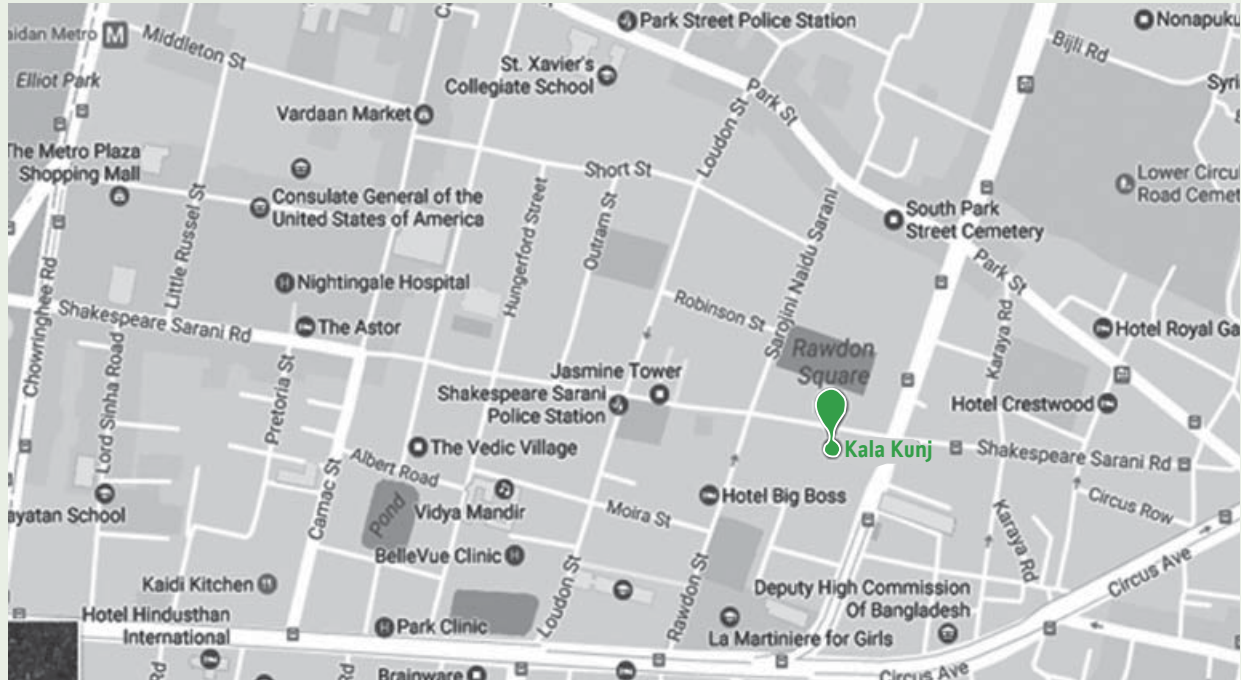 Park Street Police Station
Nonapuku
aidan Metro
M
Middleton St
Bijli Rd
St. Xavier's
Collegiate School
Elliot Park
Syri
Park St
Vardaan Market
Loudon St
The Metro Plaza
Shopping Mall
Short St
Lower Circul
Road Cemet
Consulate General of the
United States of America
Little Russel St
Hungerford Street
Outram St
Sarojini Naidu Sarani
South Park
Street Cemetery
Park St
Nightingale Hospital
Chowringhee Rd
Shakespeare Sarani Rd
The Astor
Robinson St
Karaya Rd
Hotel Royal Ga
Rawdon
Square
Lord Sinha Road
Pretoria St
Jasmine Tower
Shakespeare Sarani
Police Station
Hotel Crestwood
Kala Kunj
The Vedic Village
Shakespeare Sarani Rd
Albert Road
Camac St
Pond
Vidya Mandir
Hotel Big Boss
Moira St
Circus Row
ayatan School
Karaya Rd
BelleVue Clinic
Loudon St
Rawdon St
Circus Ave
Kaidi Kitchen
Deputy High Commission
Of Bangladesh
Hotel Hindusthan
International
Park Clinic
La Martiniere for Girls
Rd
Rd
Brainware
Circus Ave